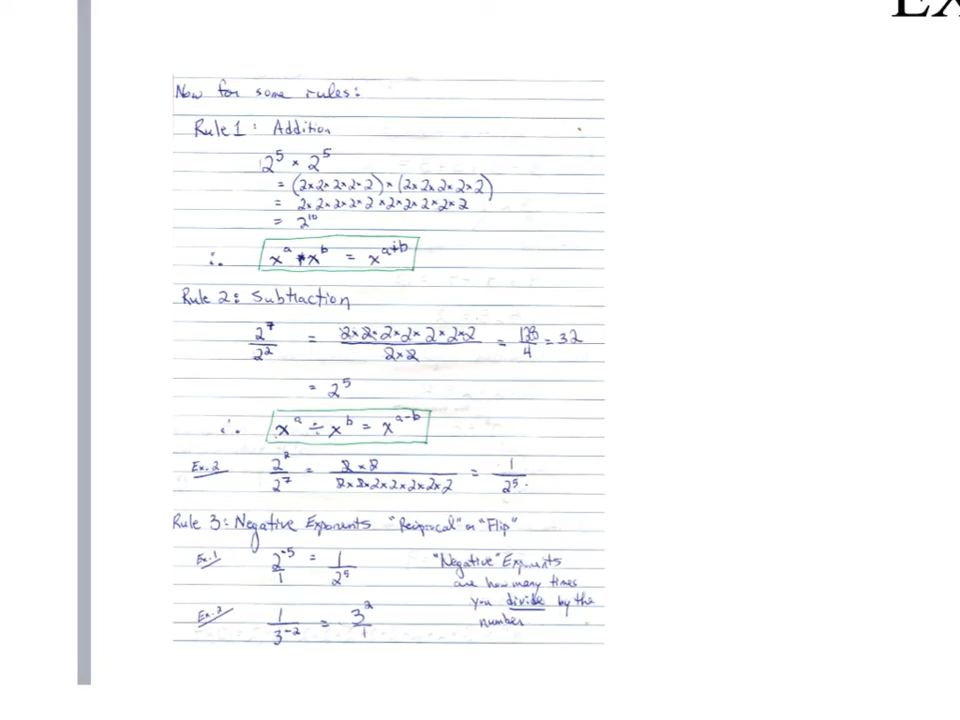 EX
Now for some rules:
Rule 1: Addition
2⁵ × 2⁵
= (2×2×2×2×2) × (2×2×2×2×2)
= 2×2×2×2×2×2×2×2×2×2
= 2¹⁰
∴ xᵃ * xᵇ = xᵃ⁺ᵇ
Rule 2: Subtraction
2⁷/2² = 2×2×2×2×2×2×2/2×2 = 128/4 = 32
= 2⁵
∴ xᵃ ÷ xᵇ = xᵃ⁻ᵇ
Ex. 2 2²/2⁷ = 2×2/2×2×2×2×2×2×2 = 1/2⁵
Rule 3: Negative Exponents "Reciprocal" or "Flip"
Ex. 1 2⁻⁵/1 = 1/2⁵ "Negative" Exponents
are how many times
you divide by the
number
Ex. 2 1/3⁻² = 3²/1